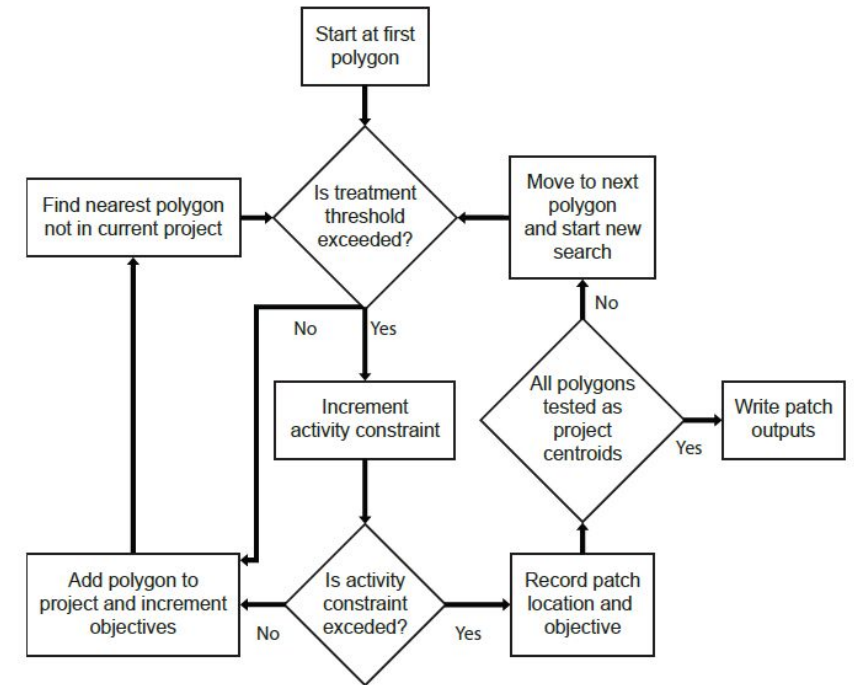 Start at first
polygon
Find nearest polygon
not in current project
Is treatment
threshold
exceeded?
Move to next
polygon
and start new
search
No
Yes
No
Increment
activity constraint
All polygons
tested as
project
centroids
Write patch
outputs
Yes
Add polygon to
project and increment
objectives
Is activity
constraint
exceded?
Record patch
location and
objective
No
Yes